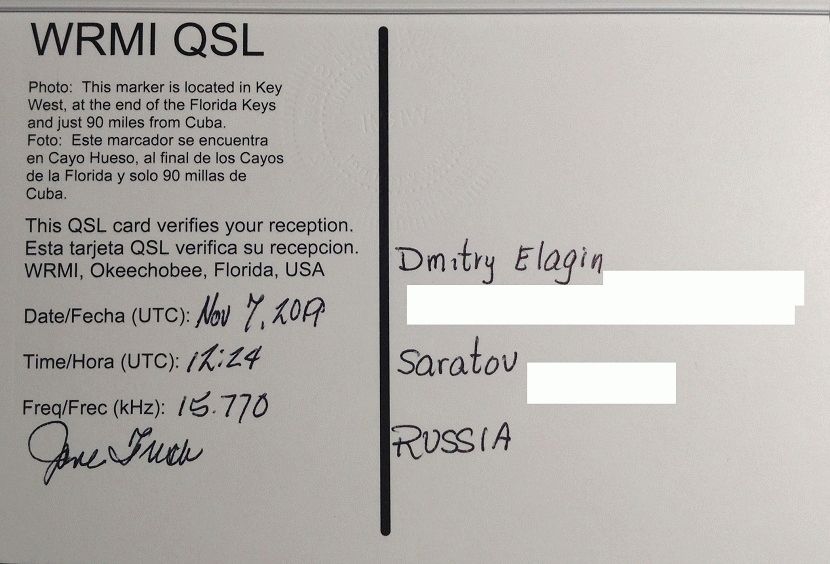 WRMI QSL
Photo: This marker is located in Key
West, at the end of the Florida Keys
and just 90 miles from Cuba.
Foto: Este marcador se encuentra
en Cayo Hueso, al final de los Cayos
de la Florida y solo 90 millas de
Cuba.
This QSL card verifies your reception.
Esta tarjeta QSL verifica su recepcion.
WRMI, Okeechobee, Florida, USA
Date/Fecha (UTC): Nov 7, 2019
Time/Hora (UTC): 12:24
Freq/Frec (kHz): 15.770
Dmitry Elagin
Saratov
RUSSIA